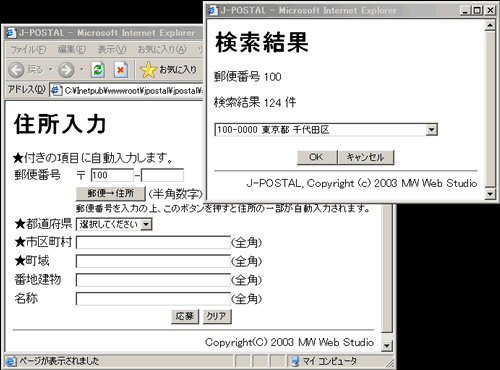 J-POSTAL - Microsoft Internet Explorer
ファイル(F) 編集(E) 表示(V) お気に入り(A)
戻る お気に入り
アドレス(D) C:\Inetpub\wwwroot\jpostal\jpostal
住所入力
★付きの項目に自動入力します。
郵便番号 〒 100 -
郵便→住所 (半角数字)
郵便番号を入力の上、このボタンを押すと住所の一部が自動入力されます。
★都道府県 選択してください
★市区町村 (全角)
★町域 (全角)
番地建物 (全角)
名称 (全角)
応募 クリア
Copyright(C) 2003 MW Web Studio
ページが表示されました マイ コンピュータ
J-POSTAL - Microsoft Internet Explorer
検索結果
郵便番号 100
検索結果 124 件
100-0000 東京都 千代田区
OK キャンセル
J-POSTAL, Copyright (c) 2003 MW Web Studio